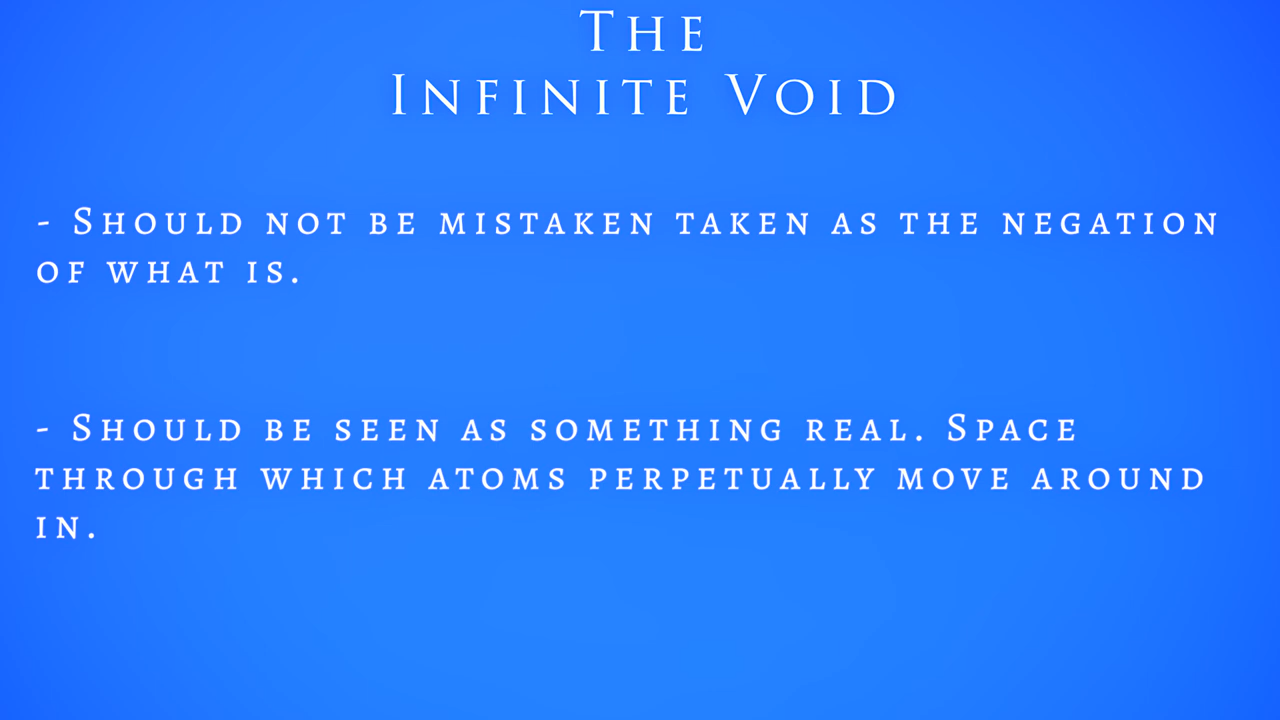 The
Infinite Void
- Should not be mistaken taken as the negation
of what is.
- Should be seen as something real. Space
through which atoms perpetually move around
in.